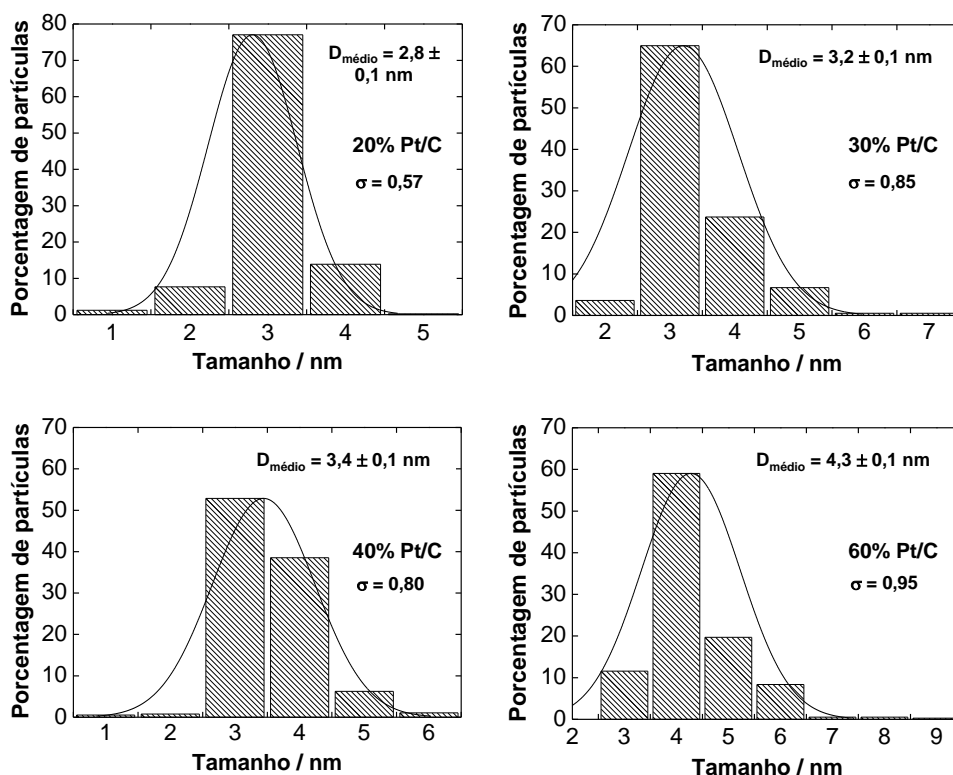 Porcentagem de partículas
80
70
60
50
40
30
20
10
0
D_médio = 2,8 ±
0,1 nm
20% Pt/C
σ = 0,57
1 2 3 4 5
Tamanho / nm
Porcentagem de partículas
70
60
50
40
30
20
10
0
D_médio = 3,2 ± 0,1 nm
30% Pt/C
σ = 0,85
2 3 4 5 6 7
Tamanho / nm
Porcentagem de partículas
70
60
50
40
30
20
10
0
D_médio = 3,4 ± 0,1 nm
40% Pt/C
σ = 0,80
1 2 3 4 5 6
Tamanho / nm
Porcentagem de partículas
70
60
50
40
30
20
10
0
D_médio = 4,3 ± 0,1 nm
60% Pt/C
σ = 0,95
2 3 4 5 6 7 8 9
Tamanho / nm